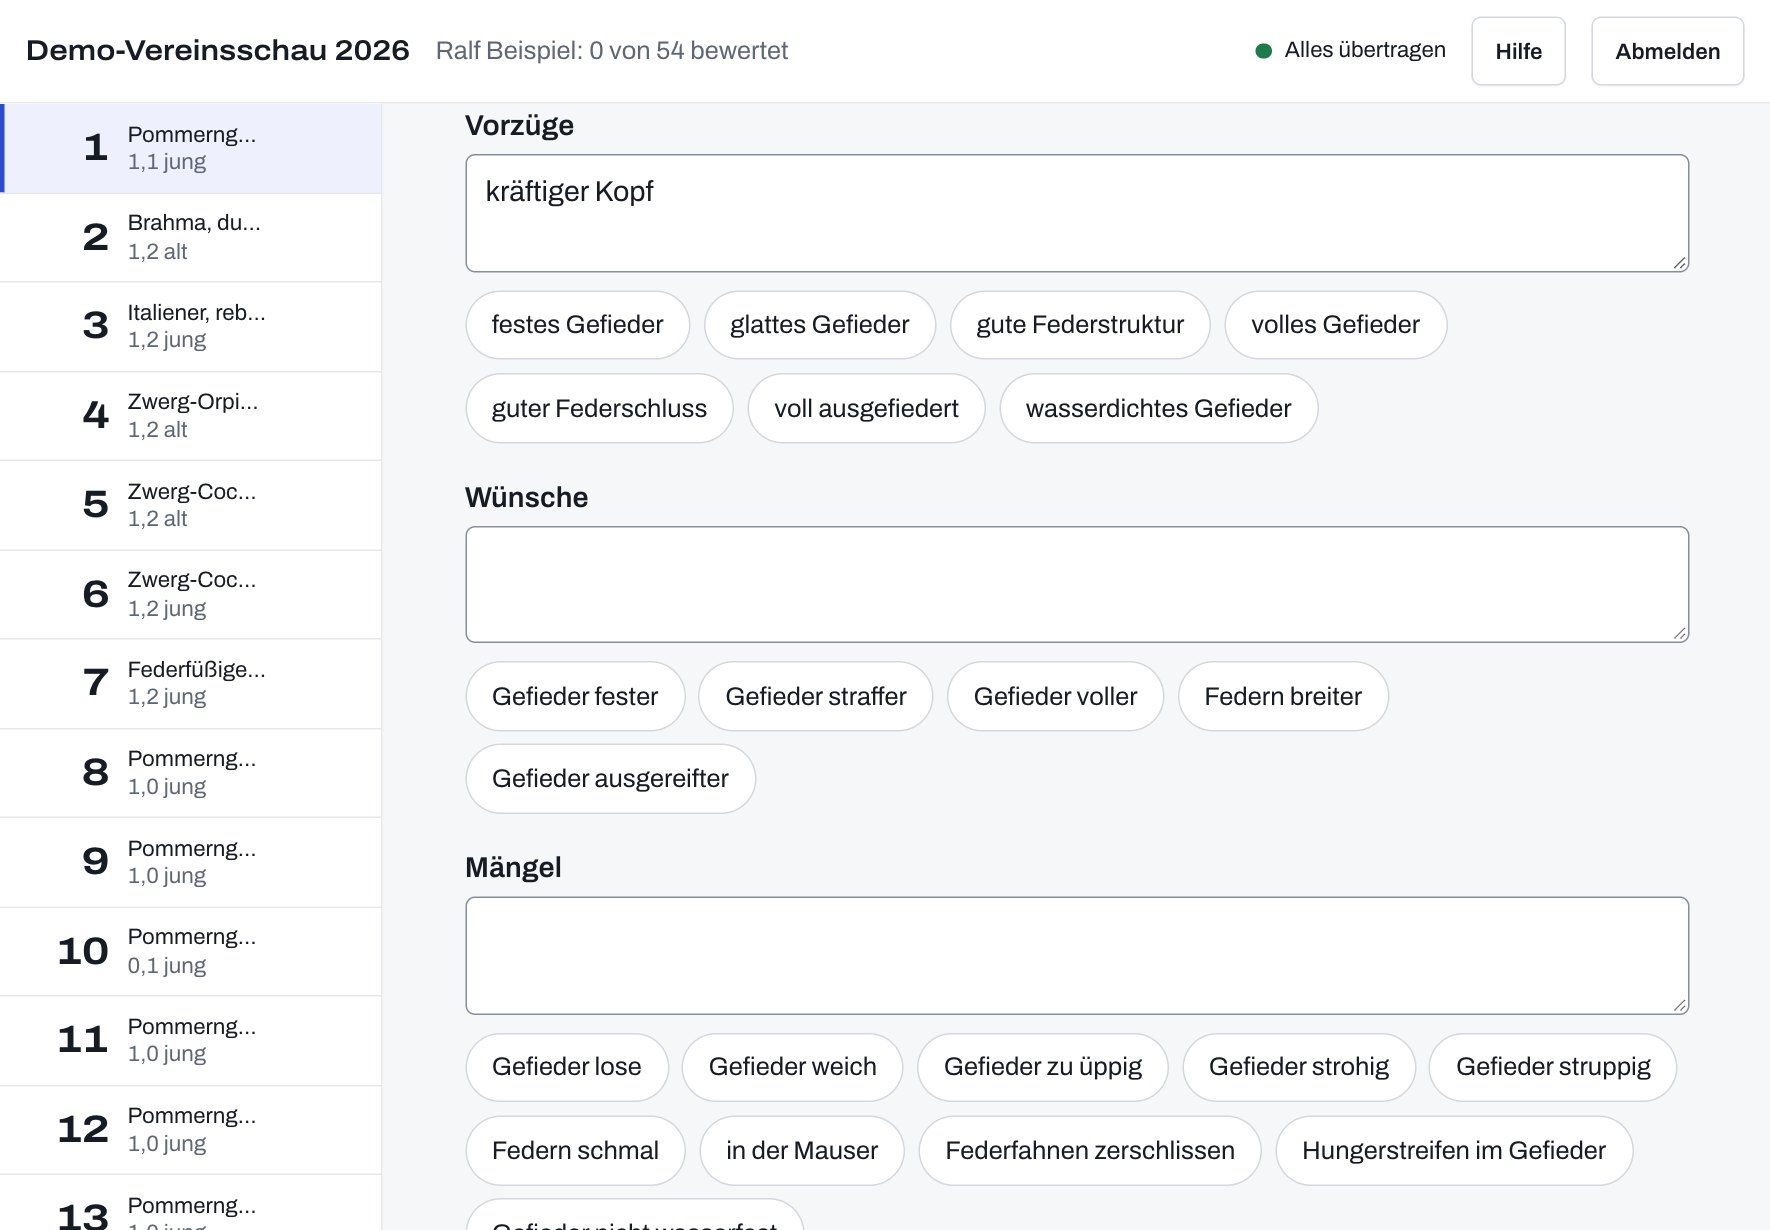 Demo-Vereinsschau 2026 Ralf Beispiel: 0 von 54 bewertet Alles übertragen Hilfe Abmelden
1 Pommerng...
1,1 jung
2 Brahma, du...
1,2 alt
3 Italiener, reb...
1,2 jung
4 Zwerg-Orpi...
1,2 alt
5 Zwerg-Coc...
1,2 alt
6 Zwerg-Coc...
1,2 jung
7 Federfüßige...
1,2 jung
8 Pommerng...
1,0 jung
9 Pommerng...
1,0 jung
10 Pommerng...
0,1 jung
11 Pommerng...
1,0 jung
12 Pommerng...
1,0 jung
13 Pommerng...
1,0 jung
Vorzüge
kräftiger Kopf
festes Gefieder glattes Gefieder gute Federstruktur volles Gefieder
guter Federschluss voll ausgefiedert wasserdichtes Gefieder
Wünsche
Gefieder fester Gefieder straffer Gefieder voller Federn breiter
Gefieder ausgereifter
Mängel
Gefieder lose Gefieder weich Gefieder zu üppig Gefieder strohig Gefieder struppig
Federn schmal in der Mauser Federfahnen zerschlissen Hungerstreifen im Gefieder
Gefieder nicht wasserfest